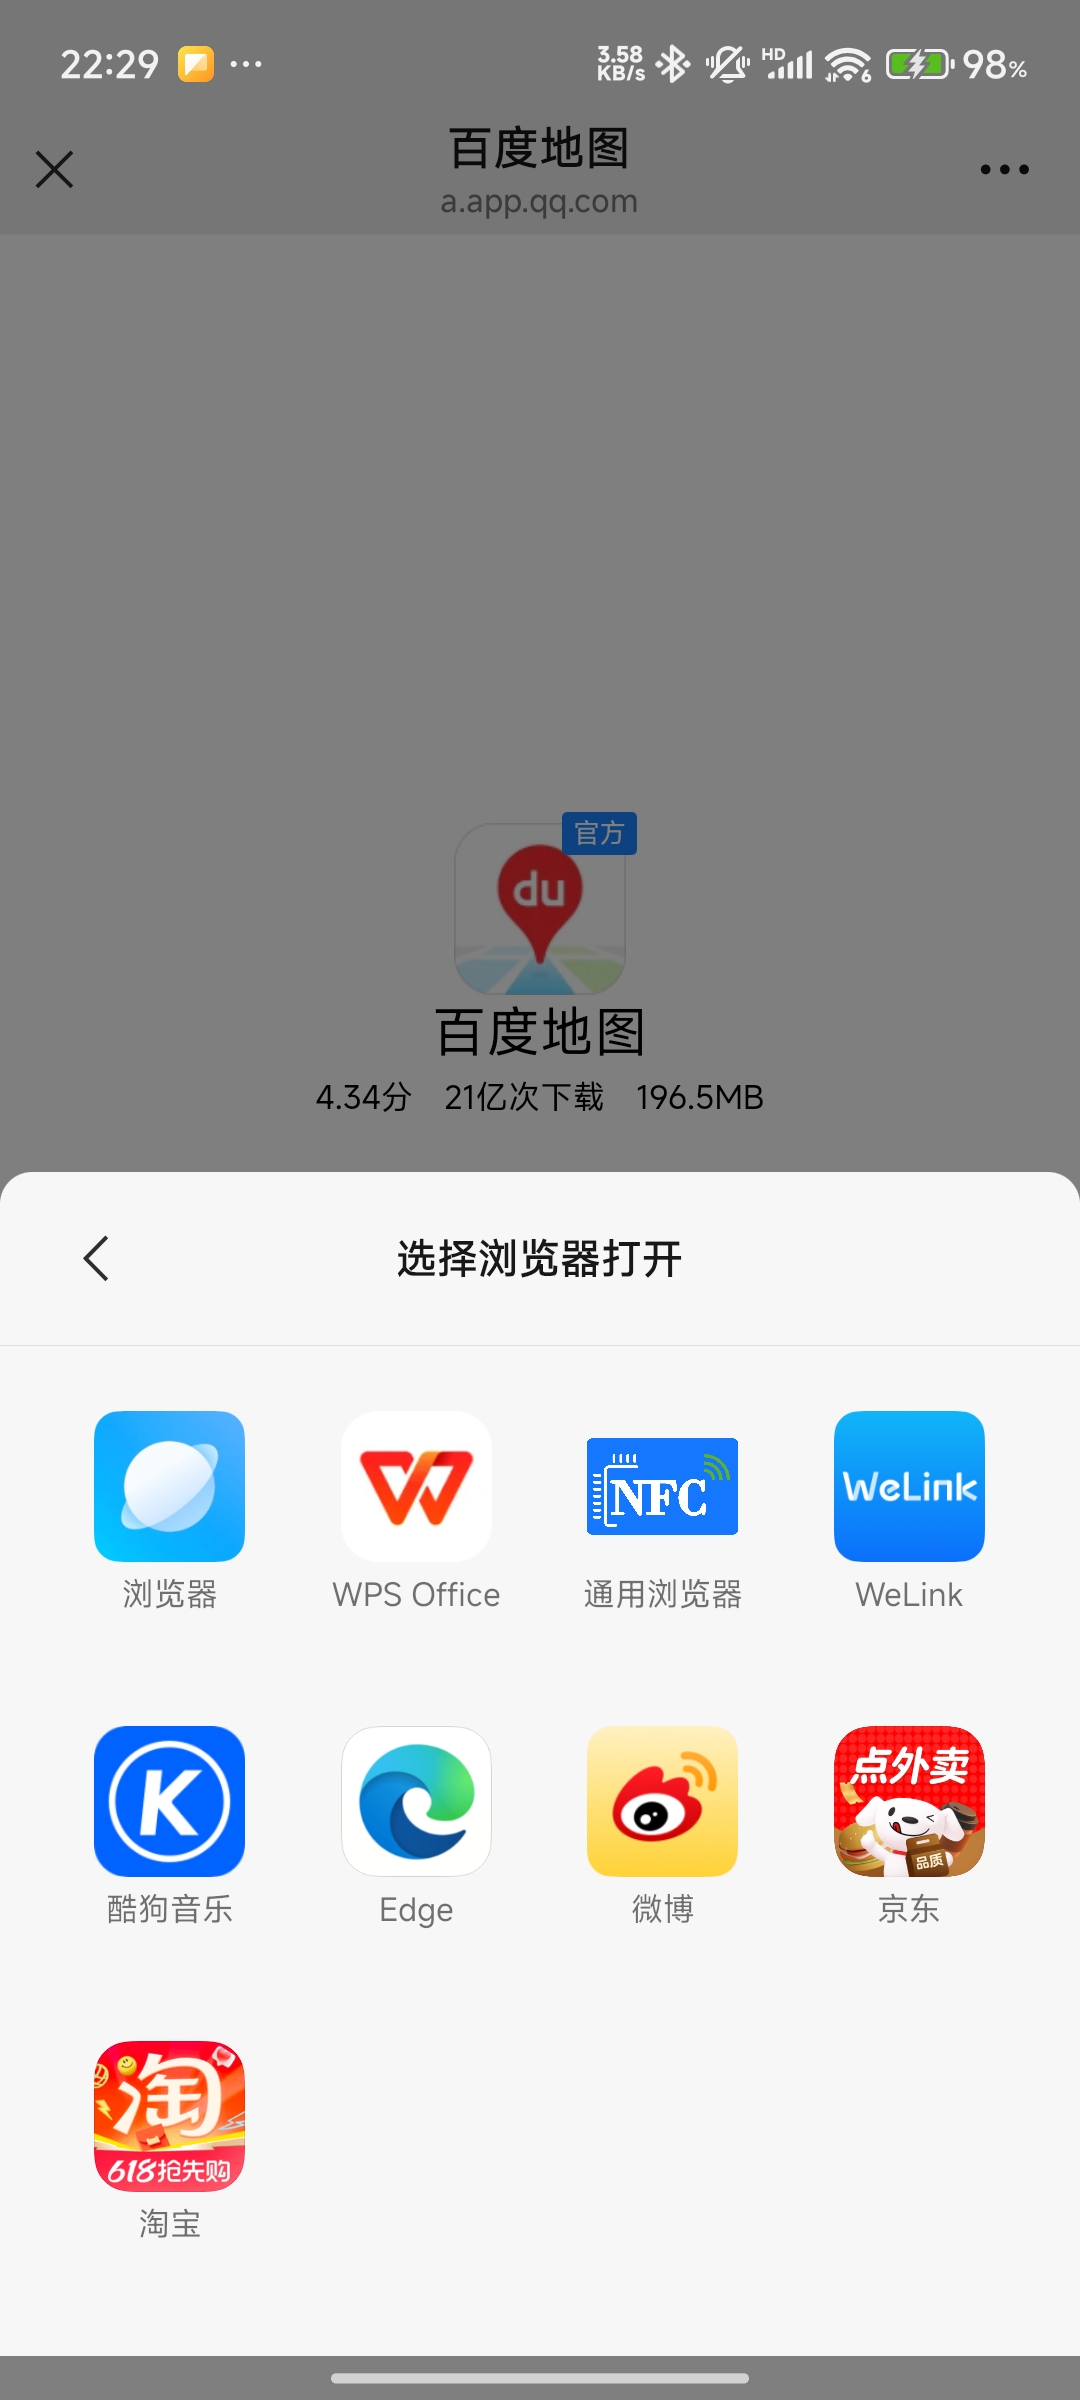 22:29
3.58
KB/s
HD
6
98%
百度地图
a.app.qq.com
官方
du
百度地图
4.34分 21亿次下载 196.5MB
选择浏览器打开
NFC
WeLink
浏览器
WPS Office
通用浏览器
WeLink
K
点外卖
品质
酷狗音乐
Edge
微博
京东
淘
618抢先购
淘宝